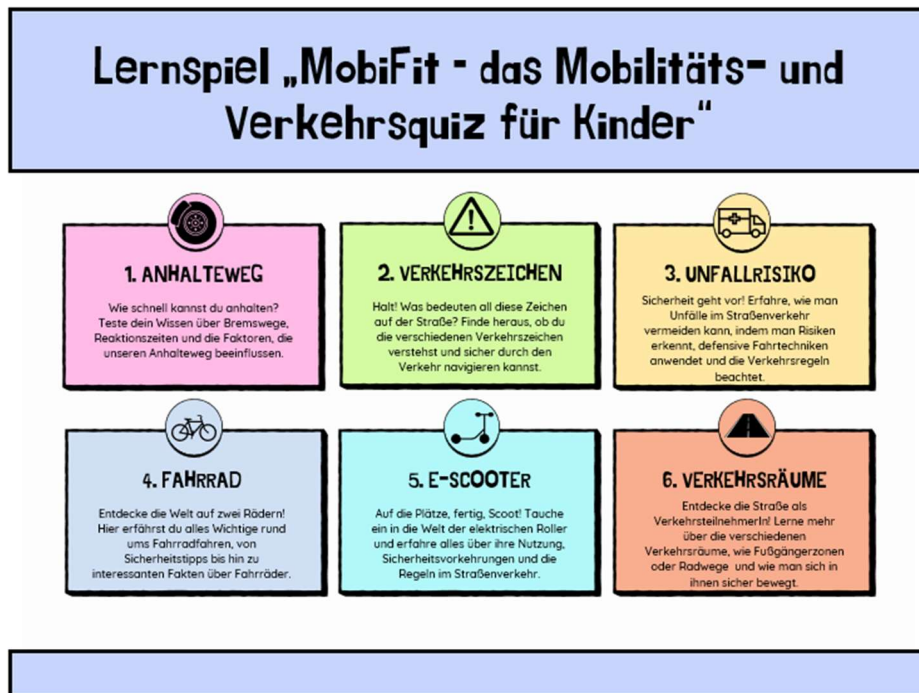 Lernspiel „MobiFit - das Mobilitäts- und
Verkehrsquiz für Kinder“
1. ANHALTEWEG
Wie schnell kannst du anhalten?
Teste dein Wissen über Bremswege,
Reaktionszeiten und die Faktoren, die
unseren Anhalteweg beeinflussen.
2. VERKEHRSZEICHEN
Halt! Was bedeuten all diese Zeichen
auf der Straße? Finde heraus, ob du
die verschiedenen Verkehrszeichen
verstehst und sicher durch den
Verkehr navigieren kannst.
3. UNFALLRISIKO
Sicherheit geht vor! Erfahre, wie man
Unfälle im Straßenverkehr
vermeiden kann, indem man Risiken
erkennt, defensive Fahrtechniken
anwendet und die Verkehrsregeln
beachtet.
4. FAHRRAD
Entdecke die Welt auf zwei Rädern!
Hier erfährst du alles Wichtige rund
ums Fahrradfahren, von
Sicherheitstipps bis hin zu
interessanten Fakten über Fahrräder.
5. E-SCOOTER
Auf die Plätze, fertig, Scoot! Tauche
ein in die Welt der elektrischen Roller
und erfahre alles über ihre Nutzung,
Sicherheitsvorkehrungen und die
Regeln im Straßenverkehr.
6. VERKEHRSRÄUME
Entdecke die Straße als
VerkehrsteilnehmerIn! Lerne mehr
über die verschiedenen
Verkehrsräume, wie Fußgängerzonen
oder Radwege und wie man sich in
ihnen sicher bewegt.